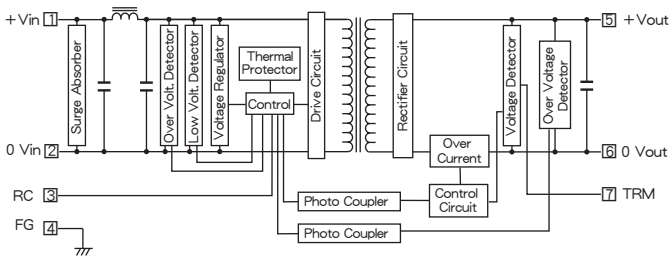 +Vin 1
Surge Absorber
Over Volt. Detector
Low Volt. Detector
Voltage Regulator
Thermal
Protector
Control
Drive Circuit
Rectifier Circuit
Voltage Detector
Over Voltage
Detector
5 +Vout
0 Vin 2
Over
Current
6 0 Vout
RC 3
Photo Coupler
Control
Circuit
7 TRM
FG 4
Photo Coupler